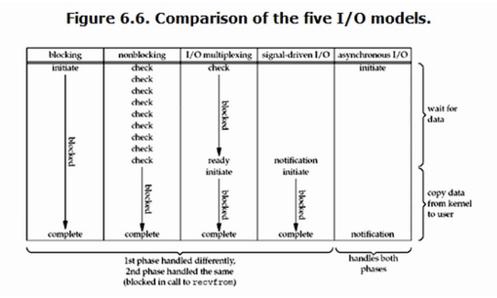 Figure 6.6. Comparison of the five I/O models.
blocking nonblocking I/O multiplexing signal-driven I/O asynchronous I/O
initiate check check initiate
check
check
check
check
check
check
check
check ready notification
initiate initiate
blocked
blocked
blocked
blocked
blocked
complete complete complete complete notification
wait for
data
copy data
from kernel
to user
1st phase handled differently,
2nd phase handled the same
(blocked in call to recvfrom)
handles both
phases